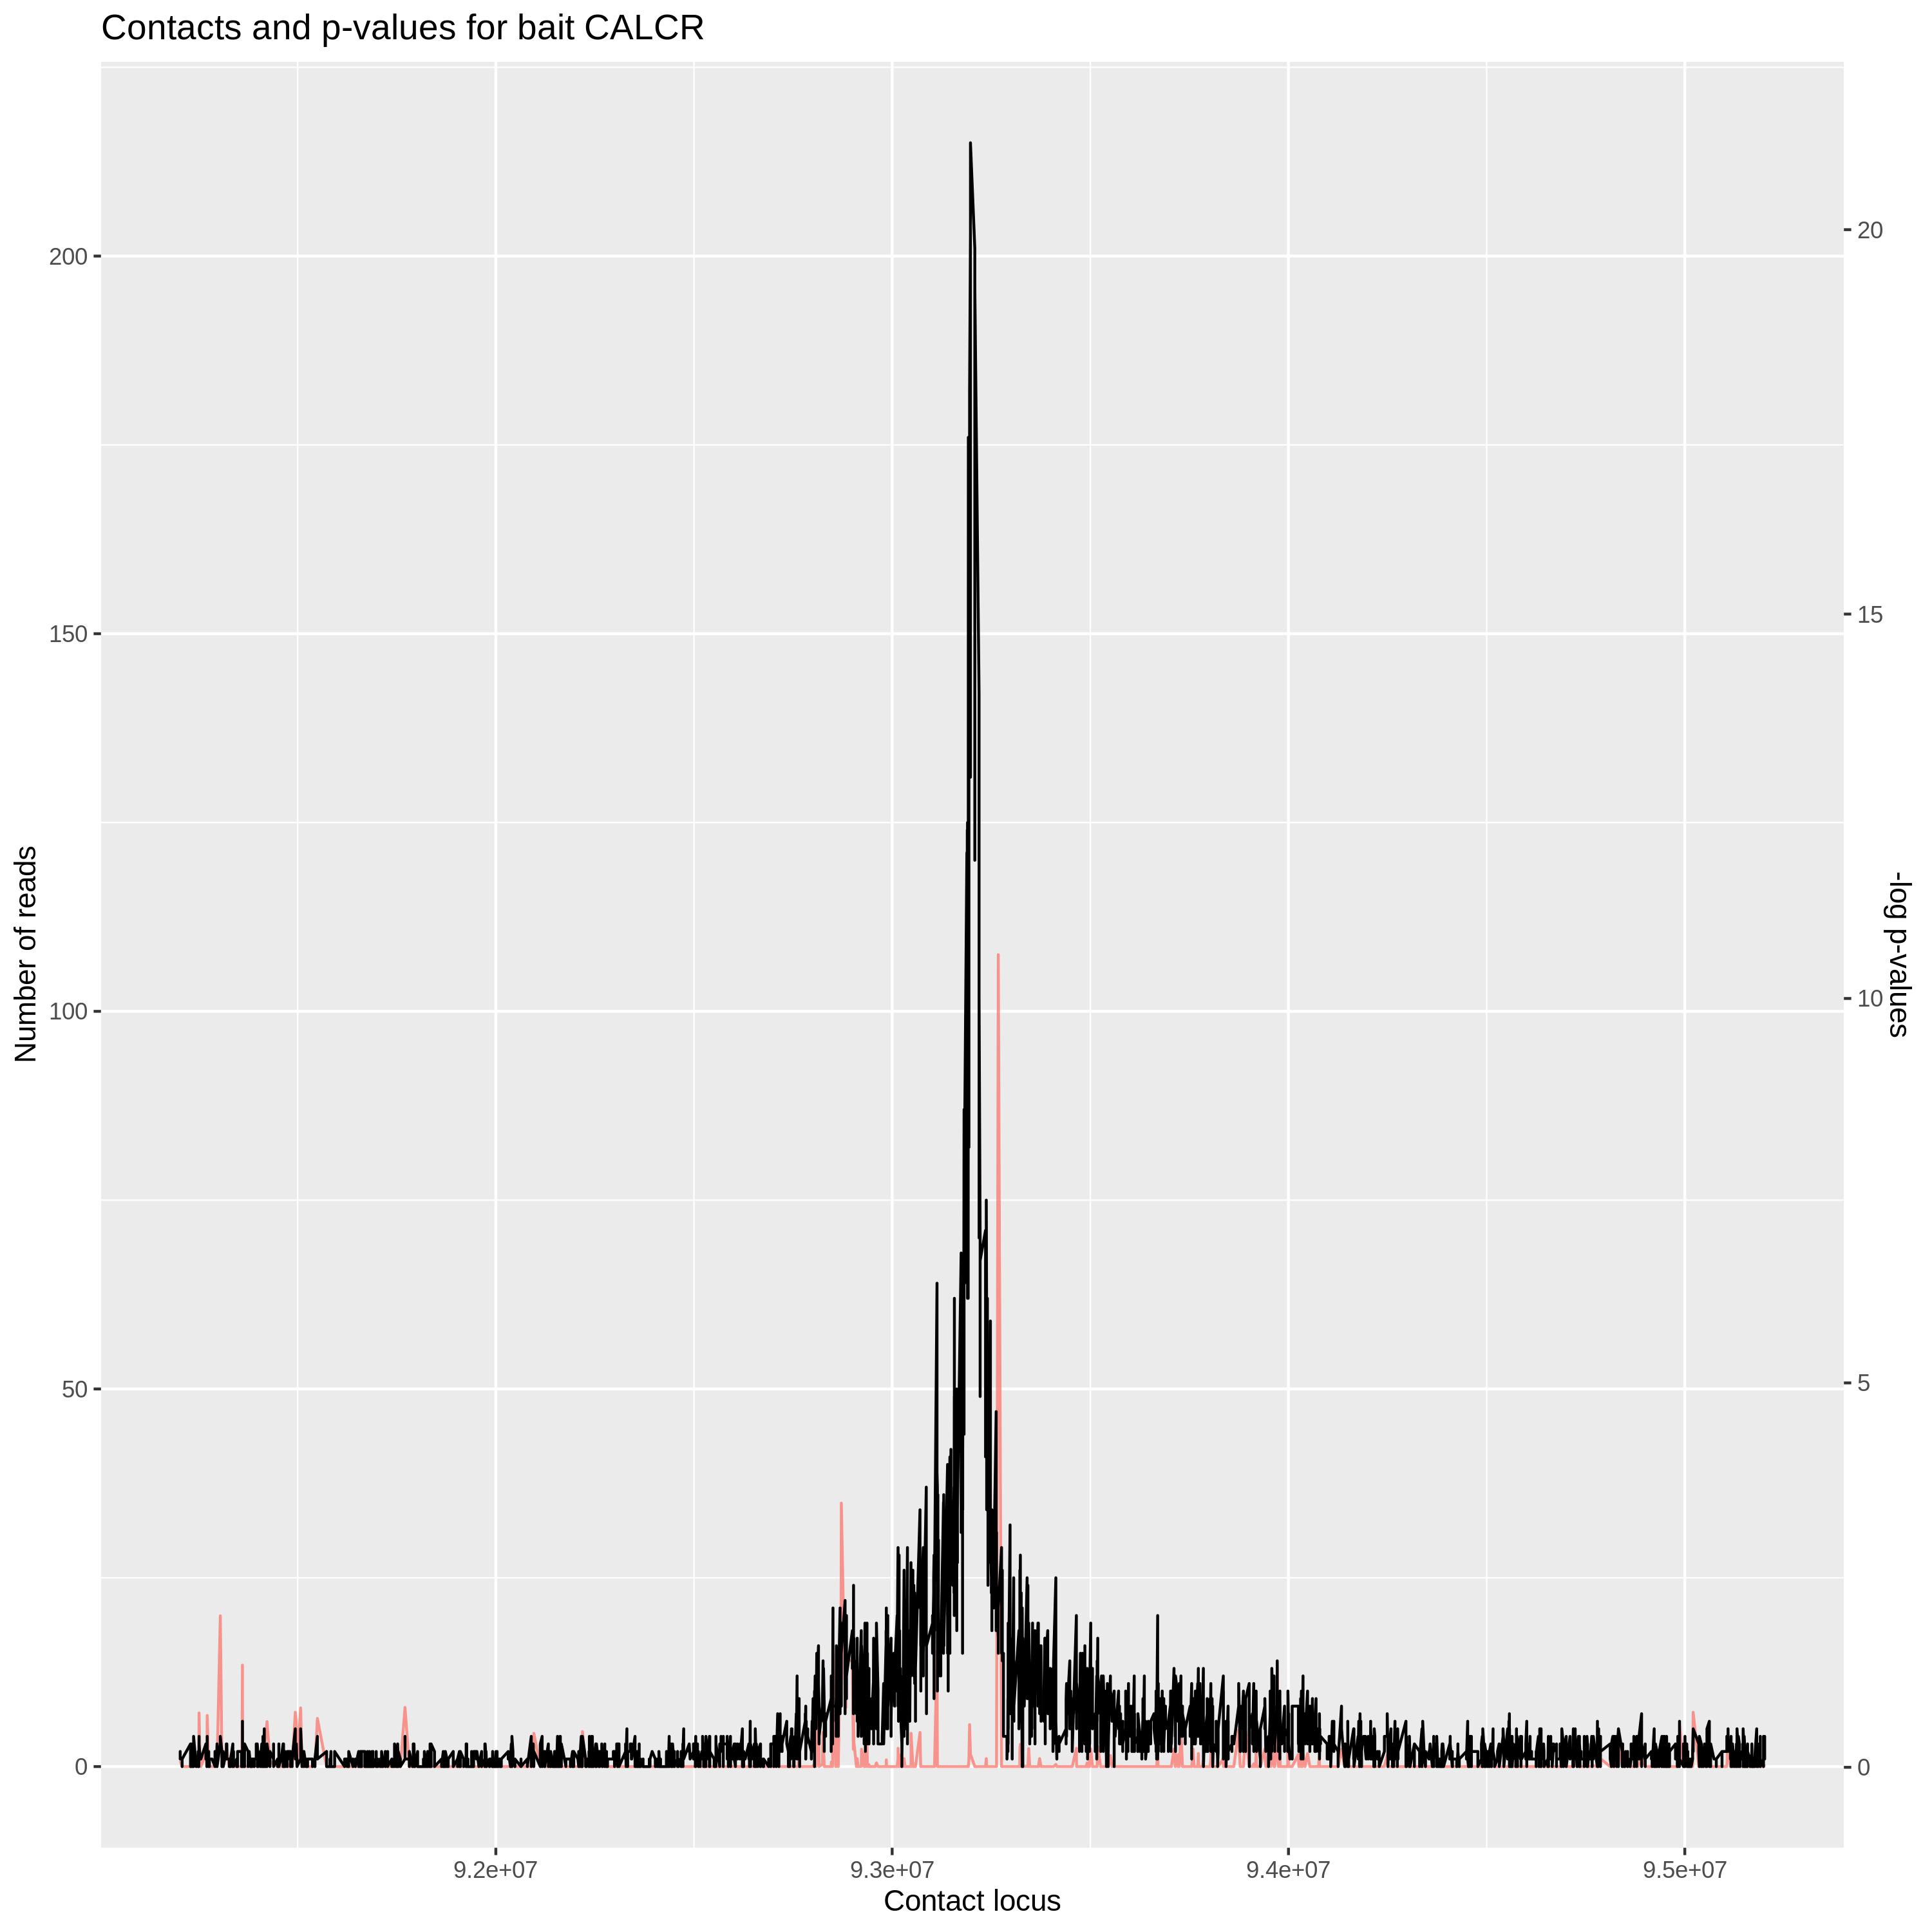 Contacts and p-values for bait CALCR
200
150
100
50
0
Number of reads
20
15
10
5
0
-log p-values
9.2e+07
9.3e+07
9.4e+07
9.5e+07
Contact locus